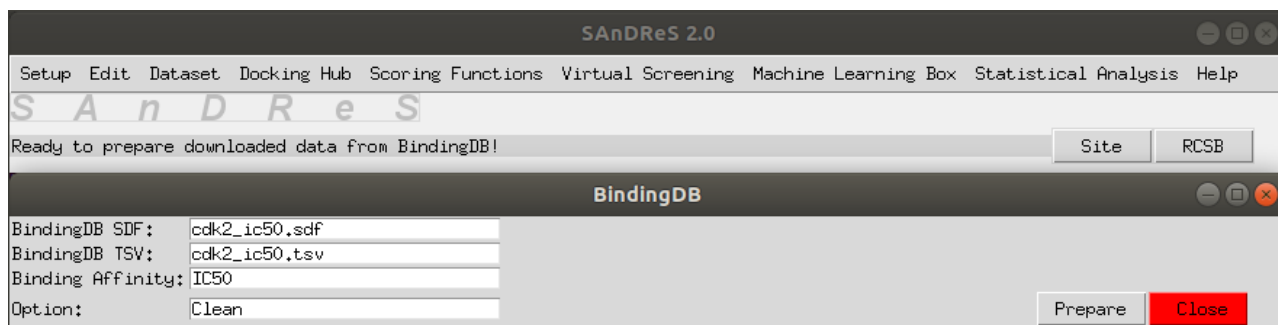 SAnDReS 2.0
Setup Edit Dataset Docking Hub Scoring Functions Virtual Screening Machine Learning Box Statistical Analysis Help
S A n D R e S
Ready to prepare downloaded data from BindingDB! Site RCSB
BindingDB
BindingDB SDF: cdk2_ic50.sdf
BindingDB TSV: cdk2_ic50.tsv
Binding Affinity: IC50
Option: Clean Prepare Close